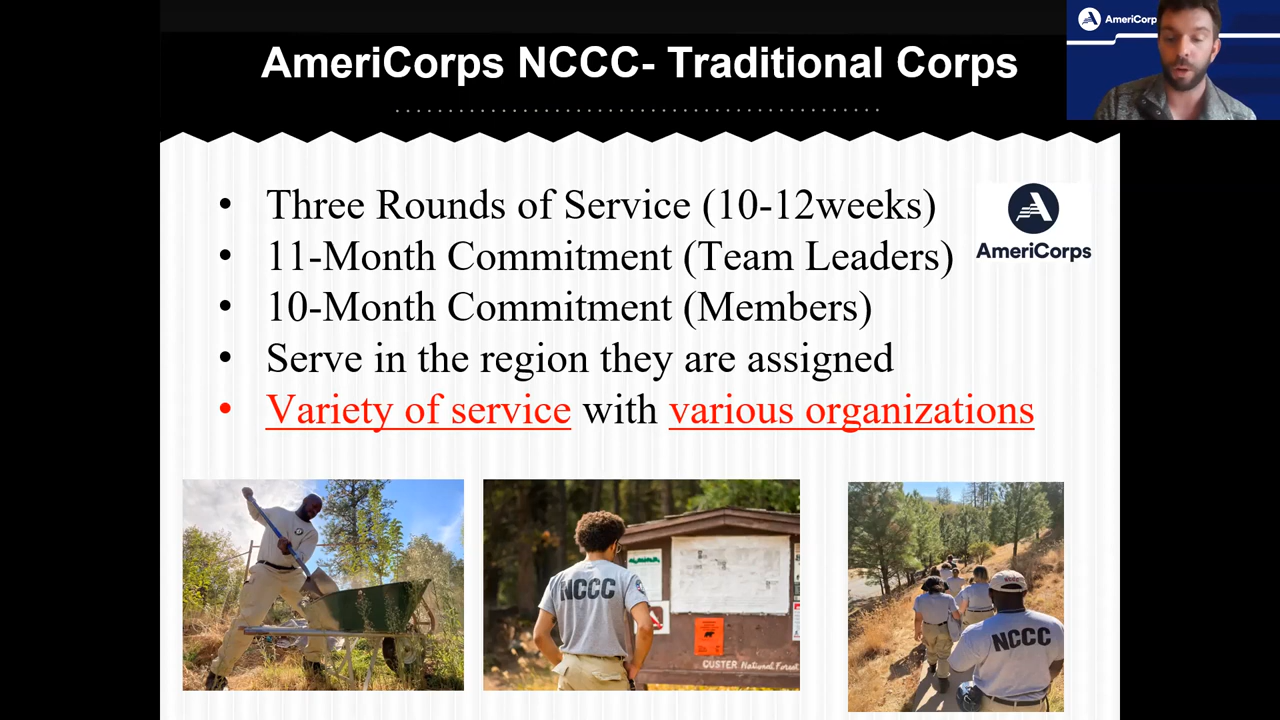 AmeriCorps NCCC- Traditional Corps
AmeriCorp
• Three Rounds of Service (10-12weeks)
• 11-Month Commitment (Team Leaders)
• 10-Month Commitment (Members)
• Serve in the region they are assigned
• Variety of service with various organizations
AmeriCorps
NCCC
CUSTER National Forest
NCCC